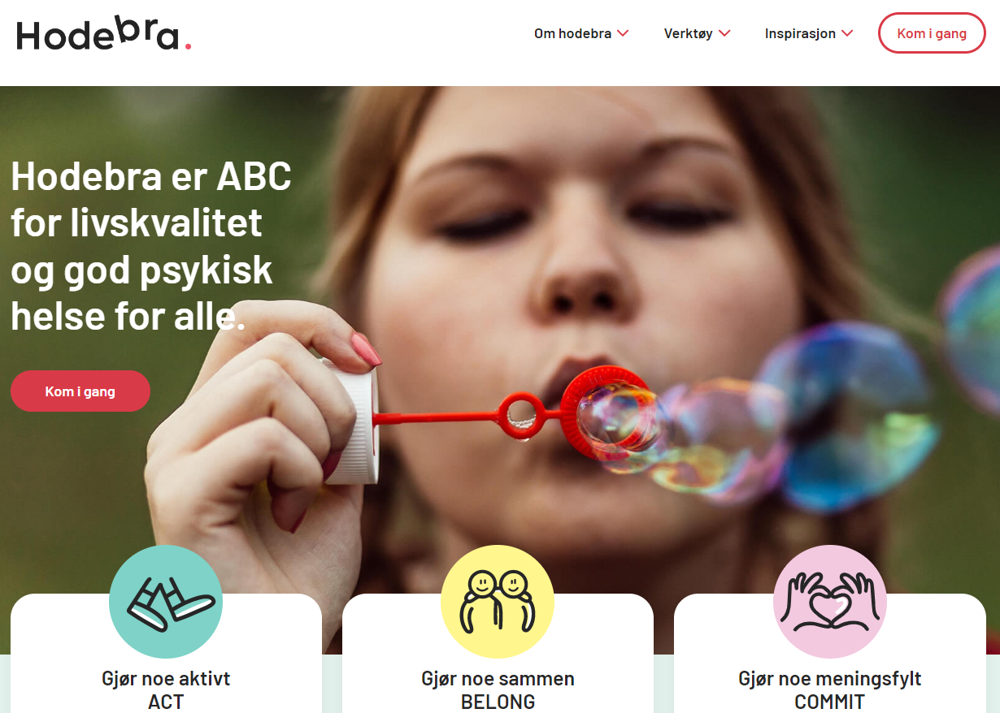 Hodebra.
Om hodebra
Verktøy
Inspirasjon
Kom i gang
Hodebra er ABC
for livskvalitet
og god psykisk
helse for alle.
Kom i gang
Gjør noe aktivt
ACT
Gjør noe sammen
BELONG
Gjør noe meningsfylt
COMMIT